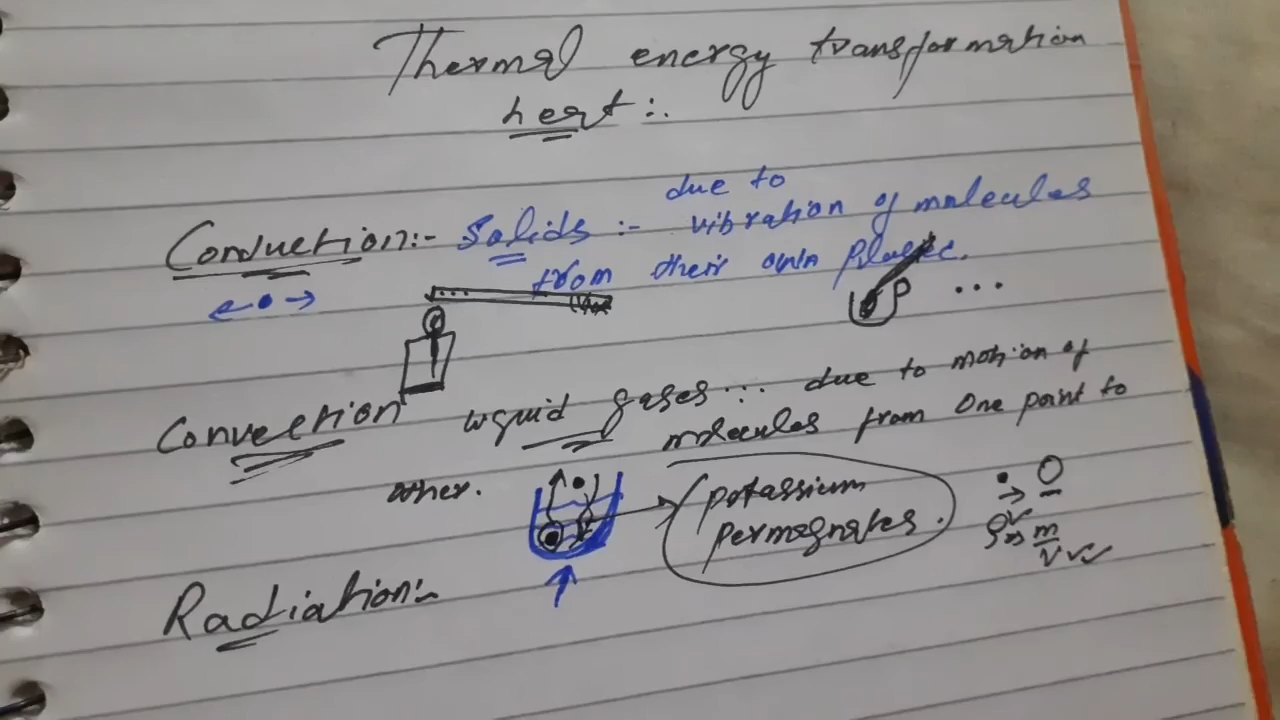 Thermal energy transformation
heat:.
Conduction:- Solids :- due to
vibration of molecules
from their own places.
P ...
Convection liquid gases... due to motion of
molecules from one point to
other.
potassium
permagnates.
Radiation:-